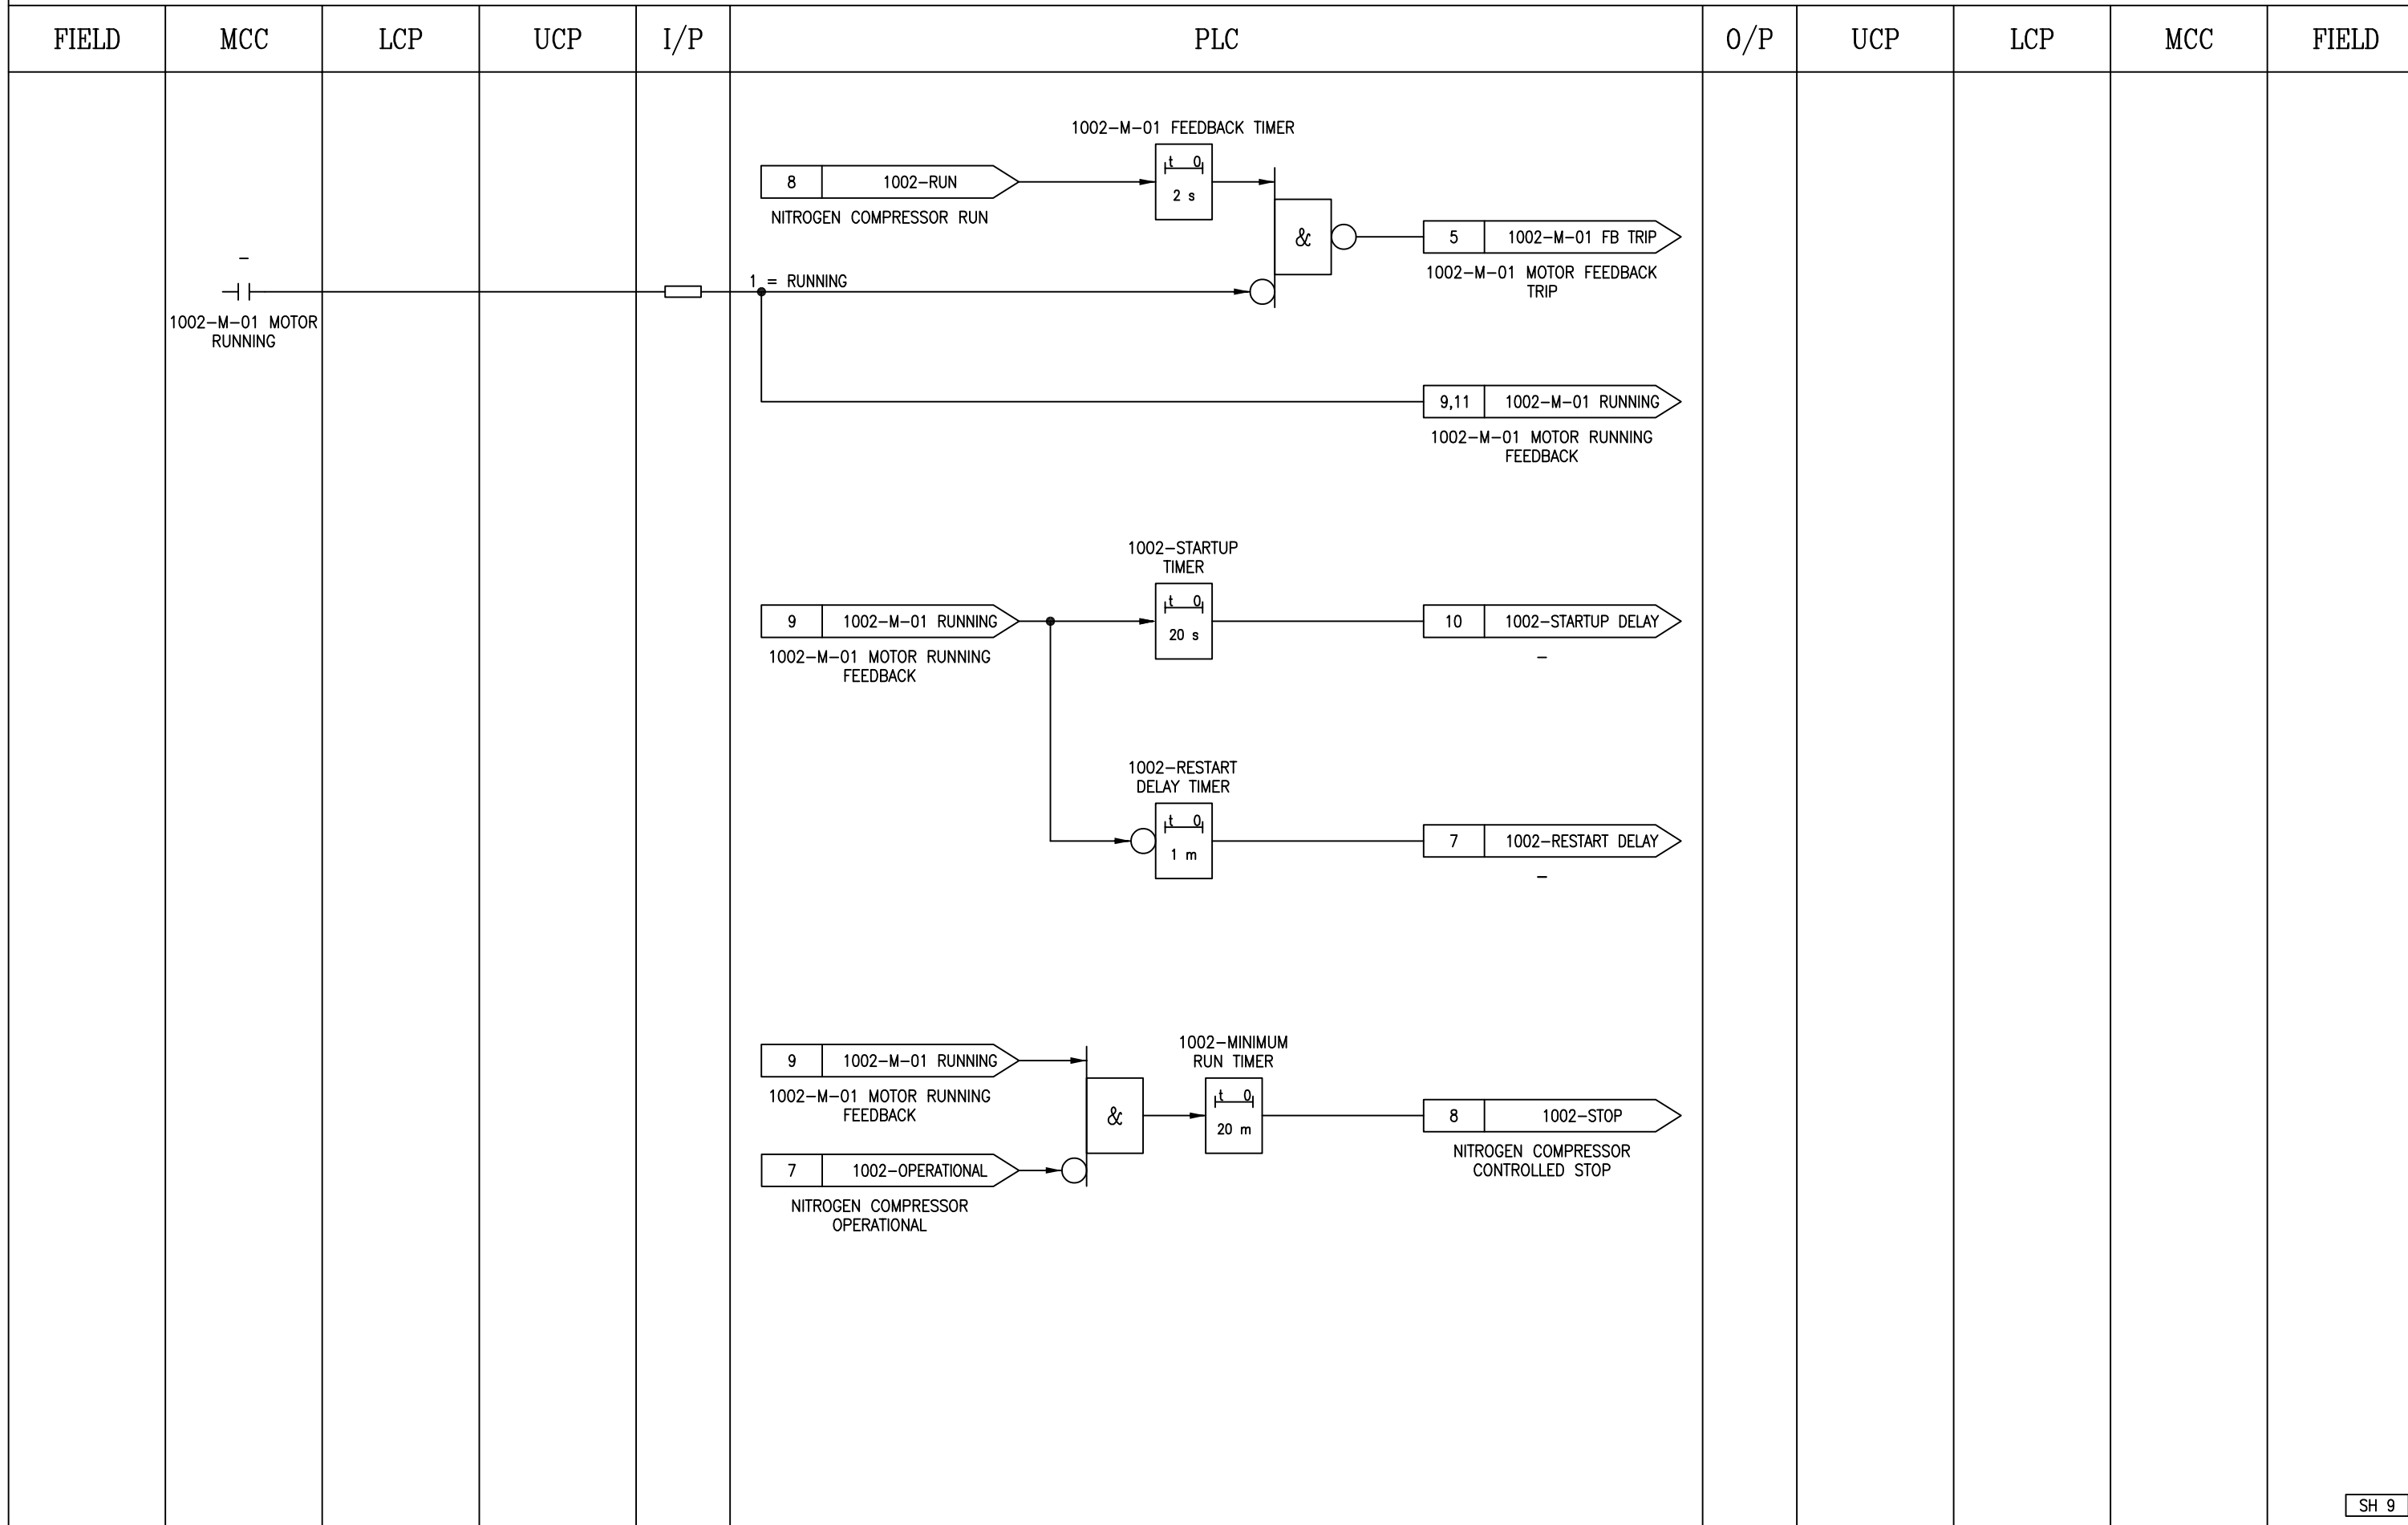 FIELD
MCC
LCP
UCP
I/P
PLC
O/P
UCP
LCP
MCC
FIELD
1002-M-01 FEEDBACK TIMER
8
1002-RUN
t 0
2 s
NITROGEN COMPRESSOR RUN
&
5
1002-M-01 FB TRIP
1002-M-01 MOTOR FEEDBACK
TRIP
-
1 = RUNNING
1002-M-01 MOTOR
RUNNING
9,11
1002-M-01 RUNNING
1002-M-01 MOTOR RUNNING
FEEDBACK
1002-STARTUP
TIMER
9
1002-M-01 RUNNING
t 0
20 s
10
1002-STARTUP DELAY
1002-M-01 MOTOR RUNNING
FEEDBACK
-
1002-RESTART
DELAY TIMER
t 0
1 m
7
1002-RESTART DELAY
-
9
1002-M-01 RUNNING
1002-M-01 MOTOR RUNNING
FEEDBACK
&
1002-MINIMUM
RUN TIMER
t 0
20 m
8
1002-STOP
NITROGEN COMPRESSOR
CONTROLLED STOP
7
1002-OPERATIONAL
NITROGEN COMPRESSOR
OPERATIONAL
SH 9